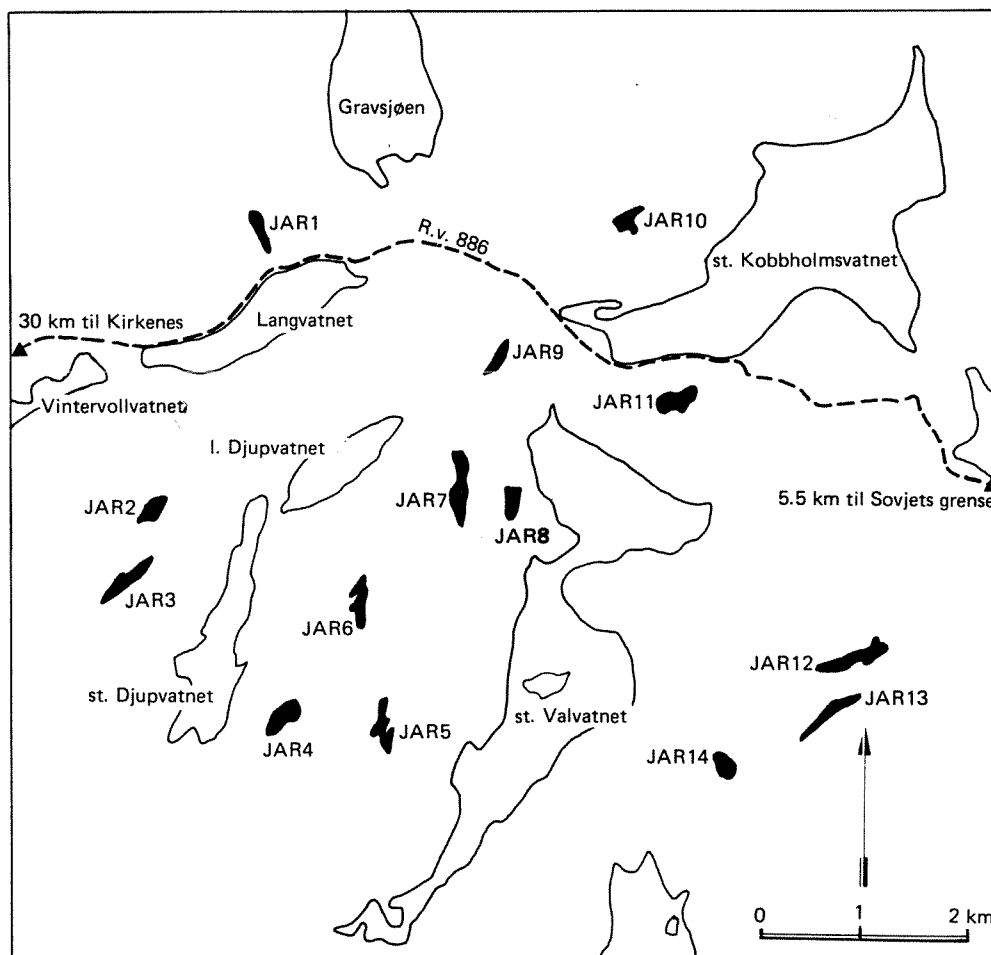 Gravsjøen
JAR1
JAR10
R.v. 886
st. Kobbholmsvatnet
30 km til Kirkenes
Langvatnet
JAR9
Vintervollvatnet
JAR11
l. Djupvatnet
JAR2
JAR7
5.5 km til Sovjets grense
JAR8
JAR3
JAR6
JAR12
st. Djupvatnet
JAR13
st. Valvatnet
JAR4
JAR5
JAR14
0 1 2 km